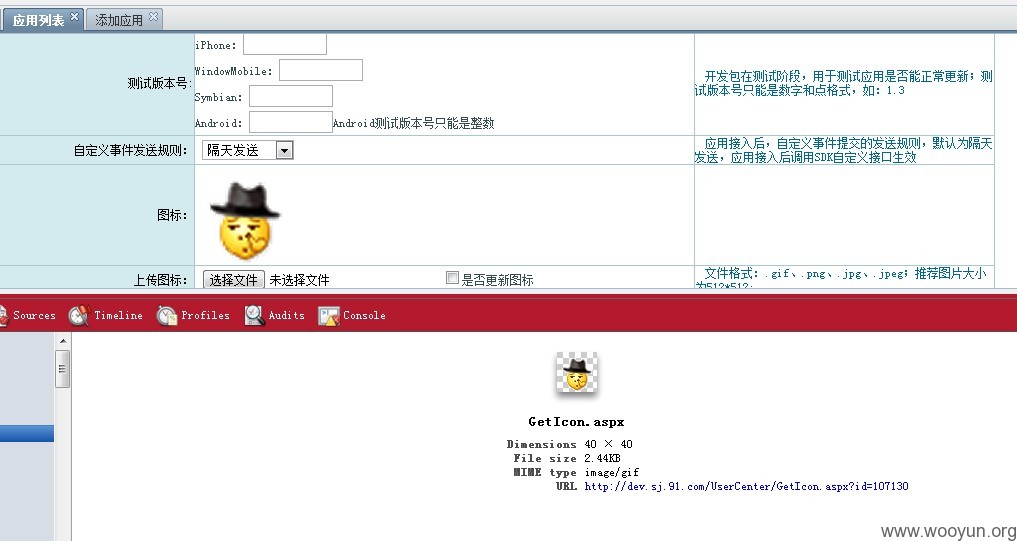 应用列表 添加应用
iPhone:
WindowMobile:
测试版本号:
Symbian:
Android: Android测试版本号只能是整数
开发包在测试阶段，用于测试应用是否能正常更新；测
试版本号只能是数字和点格式，如：1.3
自定义事件发送规则： 隔天发送
应用接入后，自定义事件提交的发送规则，默认为隔天
发送，应用接入后调用SDK自定义接口生效
图标：
上传图标： 选择文件 未选择文件 是否更新图标
文件格式：.gif、.png、.jpg、.jpeg；推荐图片大小
为512*512;
Sources Timeline Profiles Audits Console
GetIcon.aspx
Dimensions 40 × 40
File size 2.44KB
MIME type image/gif
URL http://dev.sj.91.com/UserCenter/GetIcon.aspx?id=107130
www.wooyun.org